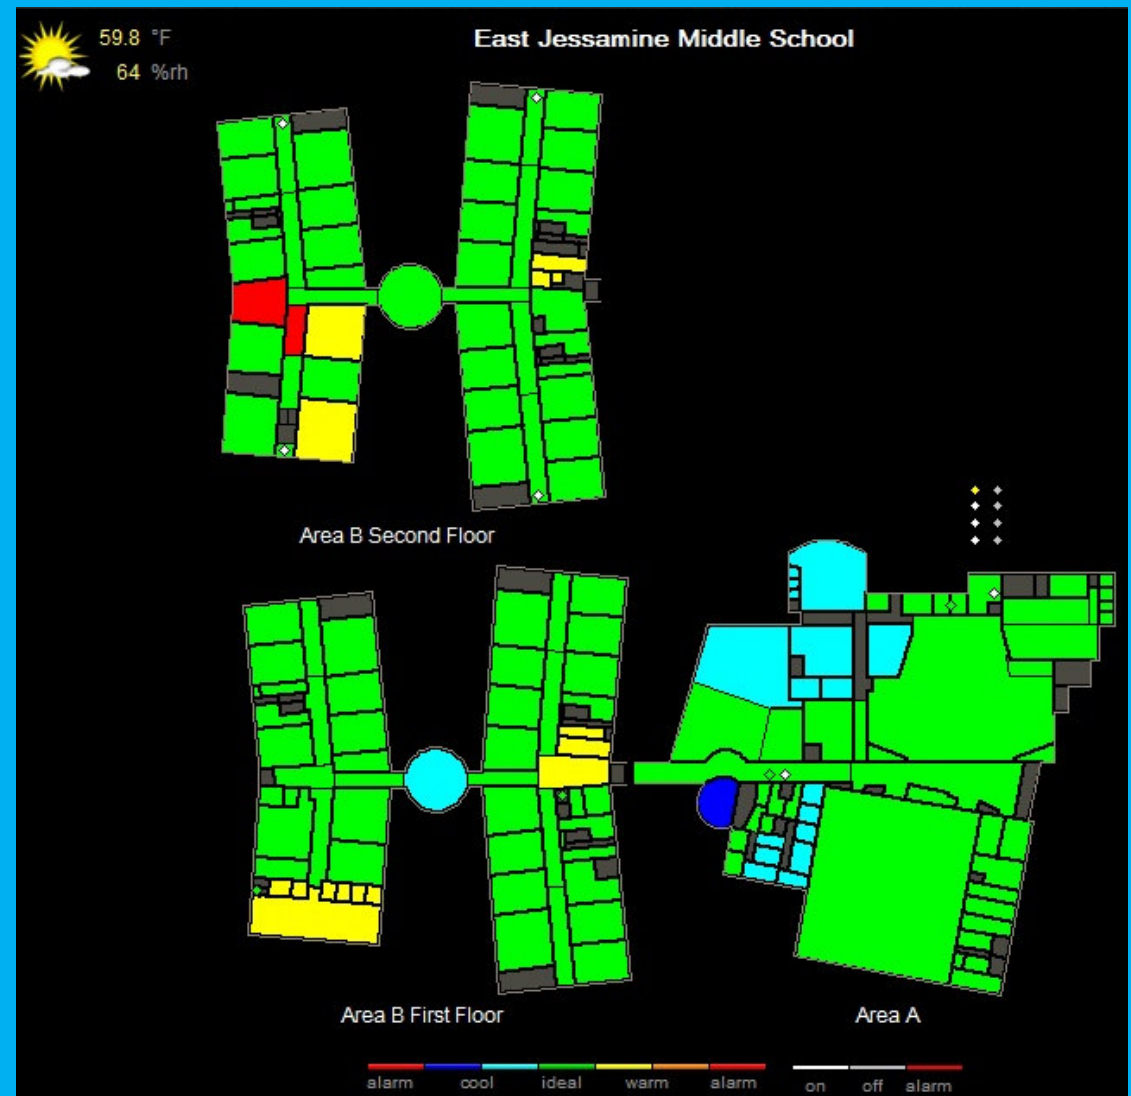 59.8 °F
East Jessamine Middle School
64 %rh
Area B Second Floor
Area B First Floor
Area A
alarm cool ideal warm alarm
on off alarm